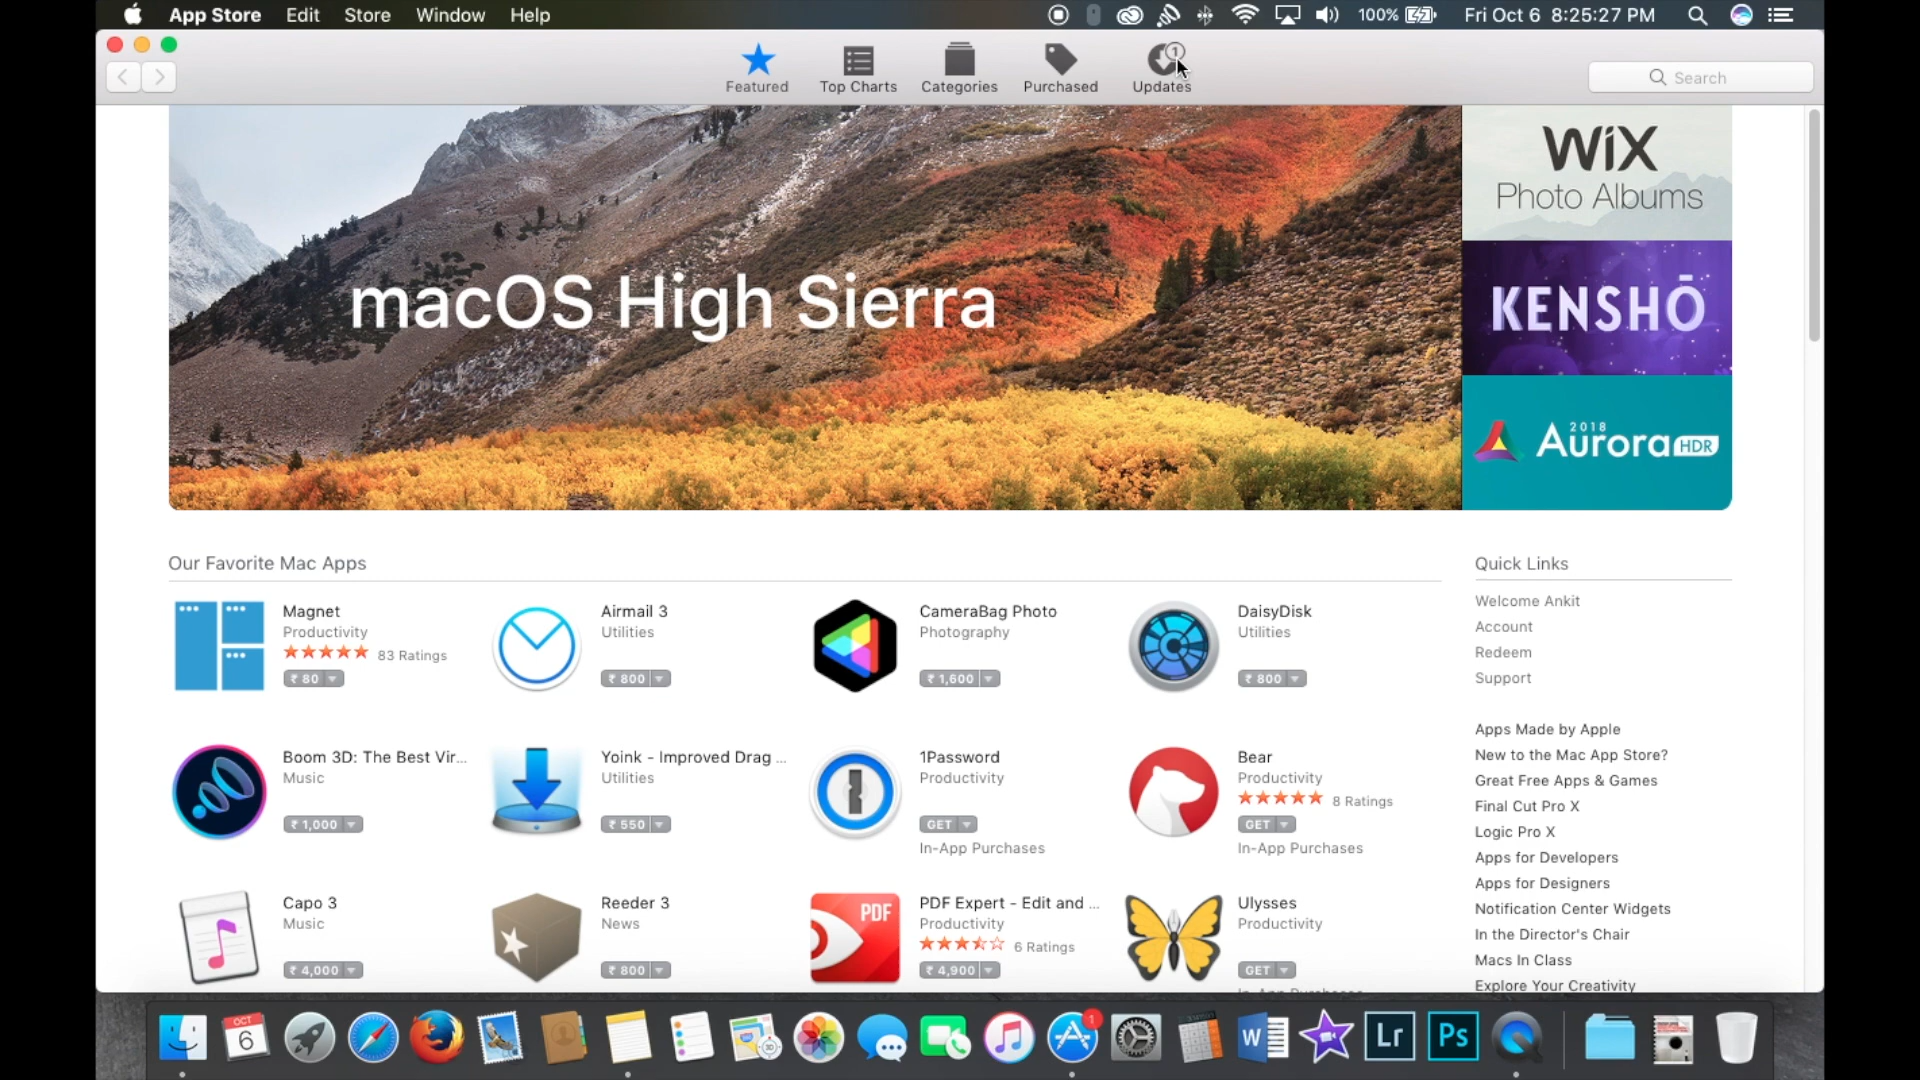 App Store Edit Store Window Help
100% Fri Oct 6 8:25:27 PM
Featured Top Charts Categories Purchased Updates
1
Search
macOS High Sierra
WiX
Photo Albums
KENSHŌ
2018
Aurora HDR
Our Favorite Mac Apps
Magnet
Productivity
83 Ratings
₹ 80
Airmail 3
Utilities
₹ 800
CameraBag Photo
Photography
₹ 1,600
DaisyDisk
Utilities
₹ 800
Boom 3D: The Best Vir...
Music
₹ 1,000
Yoink - Improved Drag ...
Utilities
₹ 550
1Password
Productivity
GET
In-App Purchases
Bear
Productivity
8 Ratings
GET
In-App Purchases
Capo 3
Music
₹ 4,000
Reeder 3
News
₹ 800
PDF
PDF Expert - Edit and ...
Productivity
6 Ratings
₹ 4,900
Ulysses
Productivity
GET
In-App Purchases
Quick Links
Welcome Ankit
Account
Redeem
Support
Apps Made by Apple
New to the Mac App Store?
Great Free Apps & Games
Final Cut Pro X
Logic Pro X
Apps for Developers
Apps for Designers
Notification Center Widgets
In the Director's Chair
Macs In Class
Explore Your Creativity
OCT
6
3D
1
W
Lr
Ps